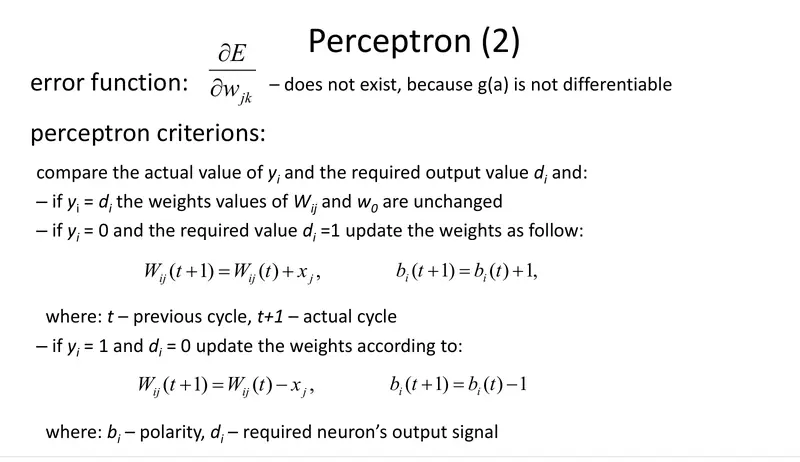 Perceptron (2)
error function: ∂E/∂w_jk – does not exist, because g(a) is not differentiable
perceptron criterions:
compare the actual value of y_i and the required output value d_i and:
– if y_i = d_i the weights values of W_ij and w_0 are unchanged
– if y_i = 0 and the required value d_i =1 update the weights as follow:
W_ij(t+1)=W_ij(t)+x_j, b_i(t+1)=b_i(t)+1,
where: t – previous cycle, t+1 – actual cycle
– if y_i = 1 and d_i = 0 update the weights according to:
W_ij(t+1)=W_ij(t)−x_j, b_i(t+1)=b_i(t)−1
where: b_i – polarity, d_i – required neuron's output signal